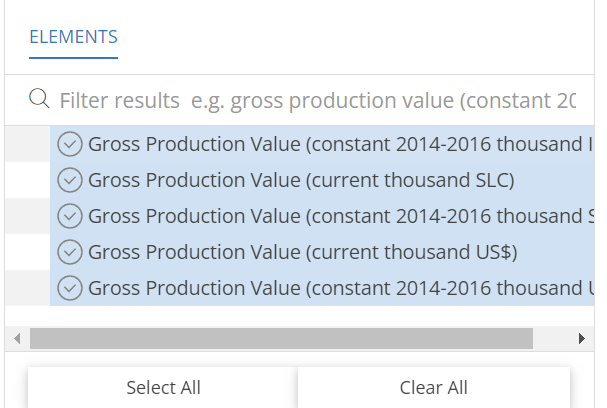 ELEMENTS
Filter results e.g. gross production value (constant 20
Gross Production Value (constant 2014-2016 thousand I
Gross Production Value (current thousand SLC)
Gross Production Value (constant 2014-2016 thousand S
Gross Production Value (current thousand US$)
Gross Production Value (constant 2014-2016 thousand U
Select All Clear All